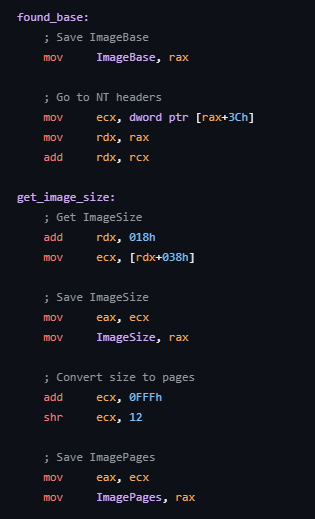 found_base:
; Save ImageBase
mov ImageBase, rax
; Go to NT headers
mov ecx, dword ptr [rax+3Ch]
mov rdx, rax
add rdx, rcx
get_image_size:
; Get ImageSize
add rdx, 018h
mov ecx, [rdx+038h]
; Save ImageSize
mov eax, ecx
mov ImageSize, rax
; Convert size to pages
add ecx, 0FFFh
shr ecx, 12
; Save ImagePages
mov eax, ecx
mov ImagePages, rax